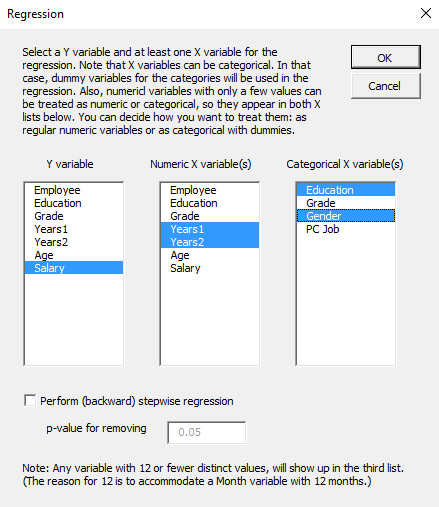 Regression
Select a Y variable and at least one X variable for the
regression. Note that X variables can be categorical. In that
case, dummy variables for the categories will be used in the
regression. Also, numericl variables with only a few values can
be treated as numeric or categorical, so they appear in both X
lists below. You can decide how you want to treat them: as
regular numeric variables or as categorical with dummies.
OK
Cancel
Y variable
Employee
Education
Grade
Years1
Years2
Age
Salary
Numeric X variable(s)
Employee
Education
Grade
Years1
Years2
Age
Salary
Categorical X variable(s)
Education
Grade
Gender
PC Job
Perform (backward) stepwise regression
p-value for removing 0.05
Note: Any variable with 12 or fewer distinct values, will show up in the third list.
(The reason for 12 is to accommodate a Month variable with 12 months.)